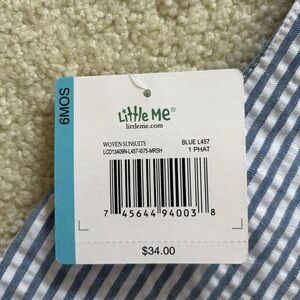 6MOS
Little Me®
littleme.com
WOVEN SUNSUITS
BLUE L457
LCD13409N-L457-I075-MRSH
1 PHAT
7 45644 94003 8
$34.00